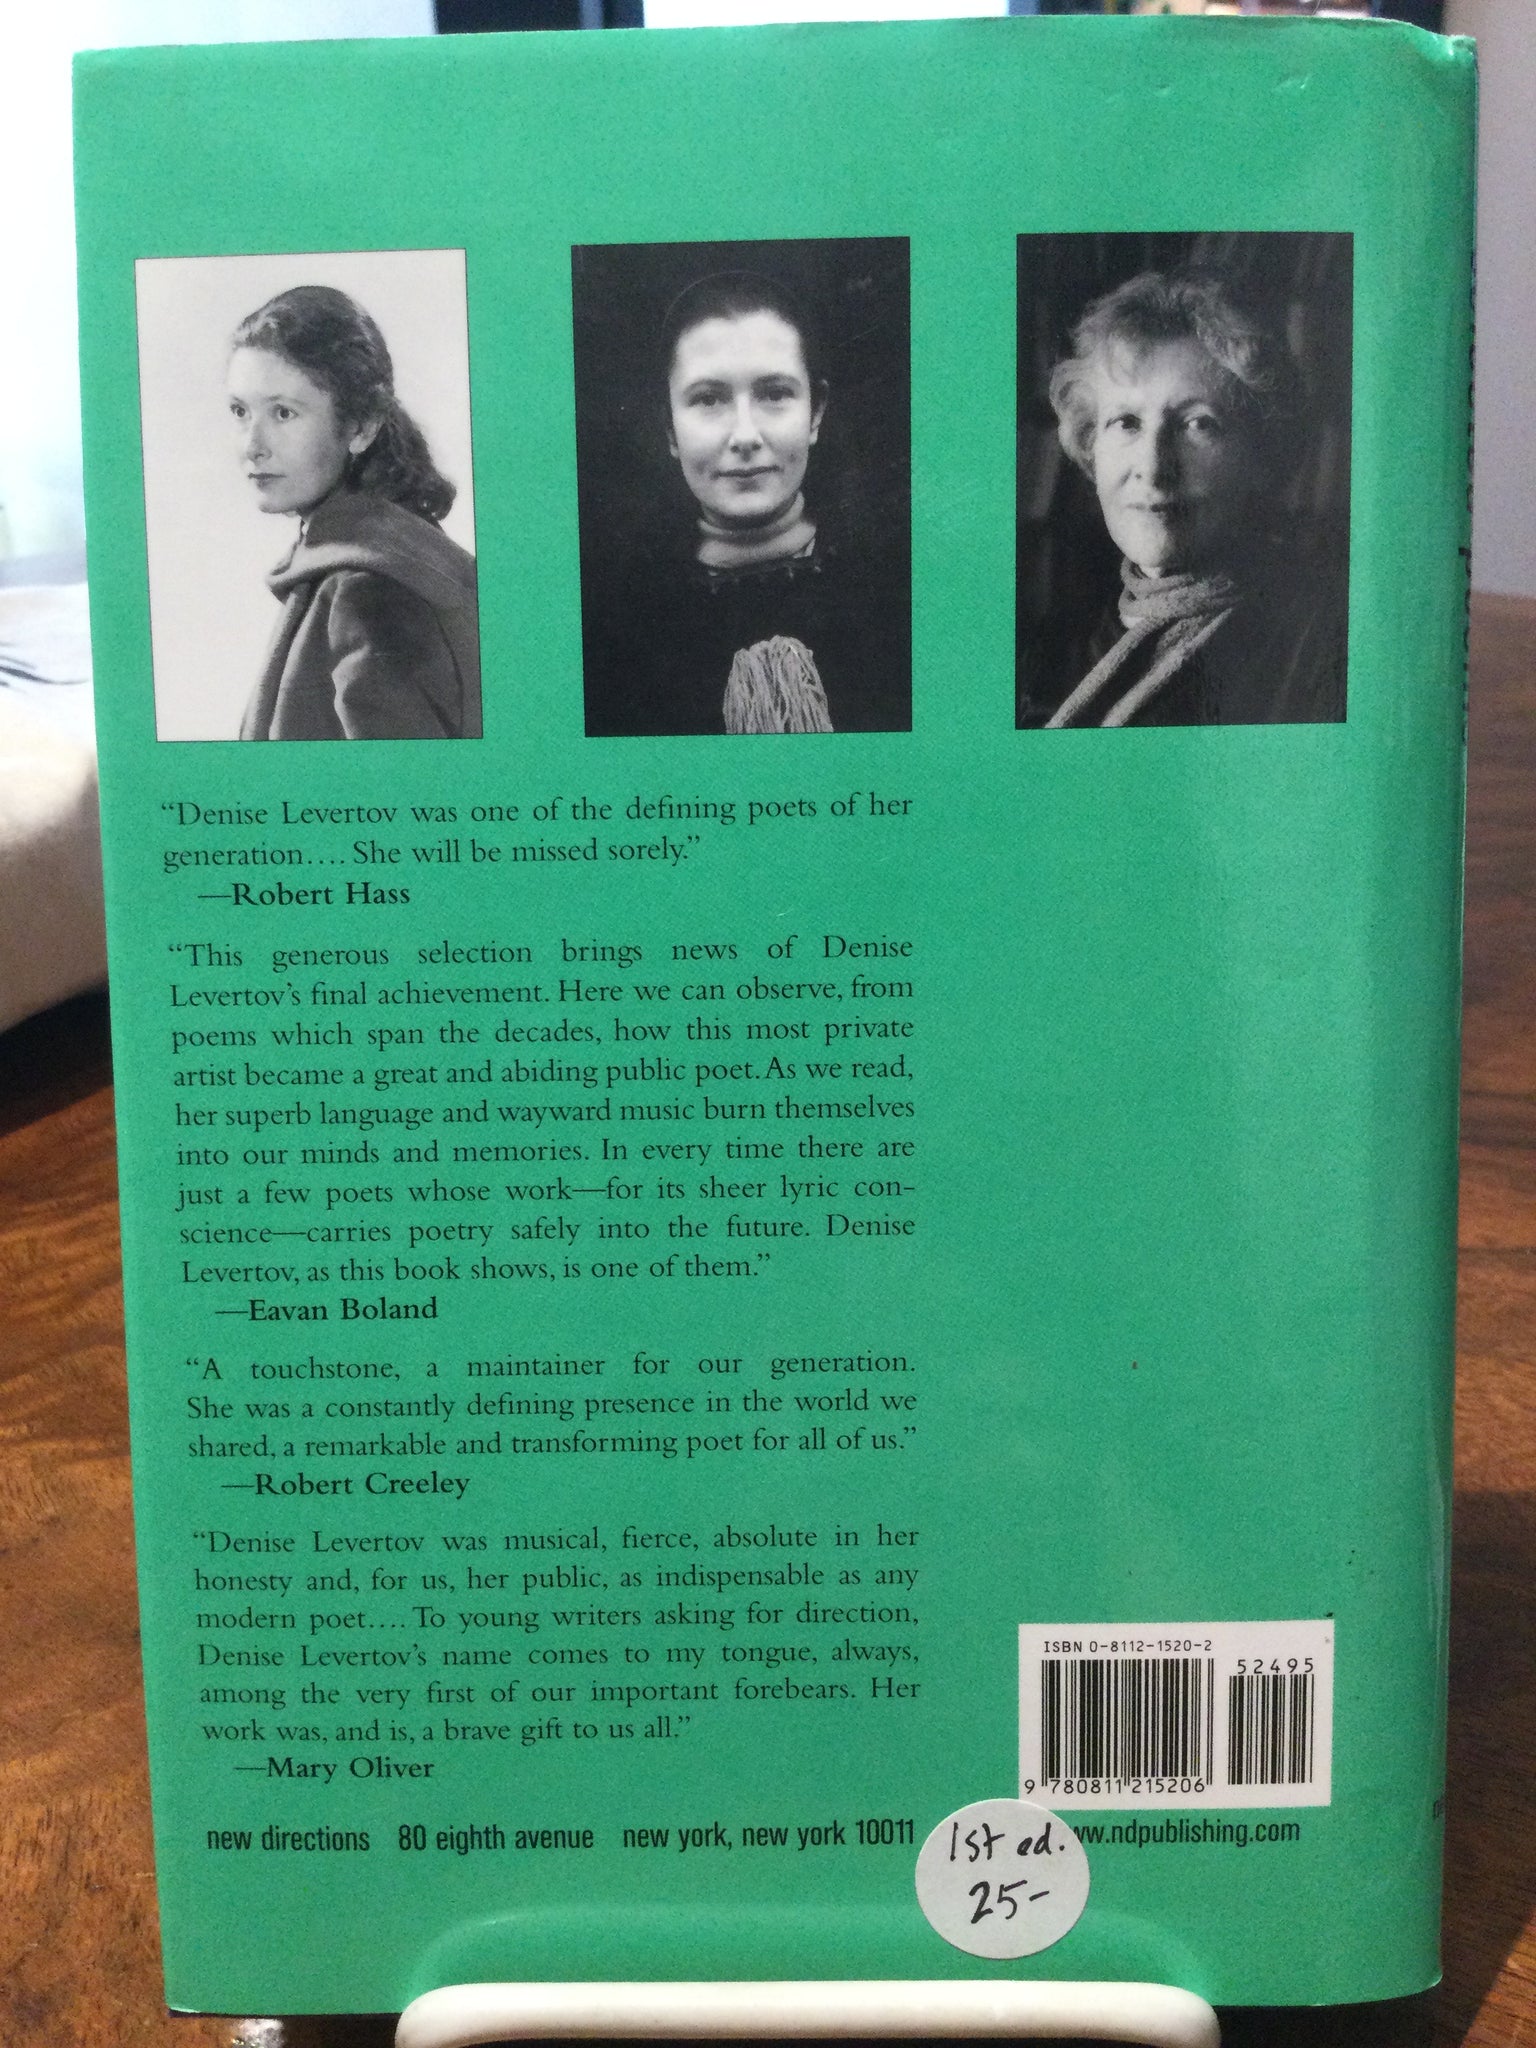 “Denise Levertov was one of the defining poets of her
generation.... She will be missed sorely.”
—Robert Hass
“This generous selection brings news of Denise
Levertov’s final achievement. Here we can observe, from
poems which span the decades, how this most private
artist became a great and abiding public poet. As we read,
her superb language and wayward music burn themselves
into our minds and memories. In every time there are
just a few poets whose work—for its sheer lyric con-
science—carries poetry safely into the future. Denise
Levertov, as this book shows, is one of them.”
—Eavan Boland
“A touchstone, a maintainer for our generation.
She was a constantly defining presence in the world we
shared, a remarkable and transforming poet for all of us.”
—Robert Creeley
“Denise Levertov was musical, fierce, absolute in her
honesty and, for us, her public, as indispensable as any
modern poet.... To young writers asking for direction,
Denise Levertov’s name comes to my tongue, always,
among the very first of our important forebears. Her
work was, and is, a brave gift to us all.”
—Mary Oliver
ISBN 0-8112-1520-2
52495
9 780811 215206
new directions 80 eighth avenue new york, new york 10011 ww.ndpublishing.com
1st ed.
25-